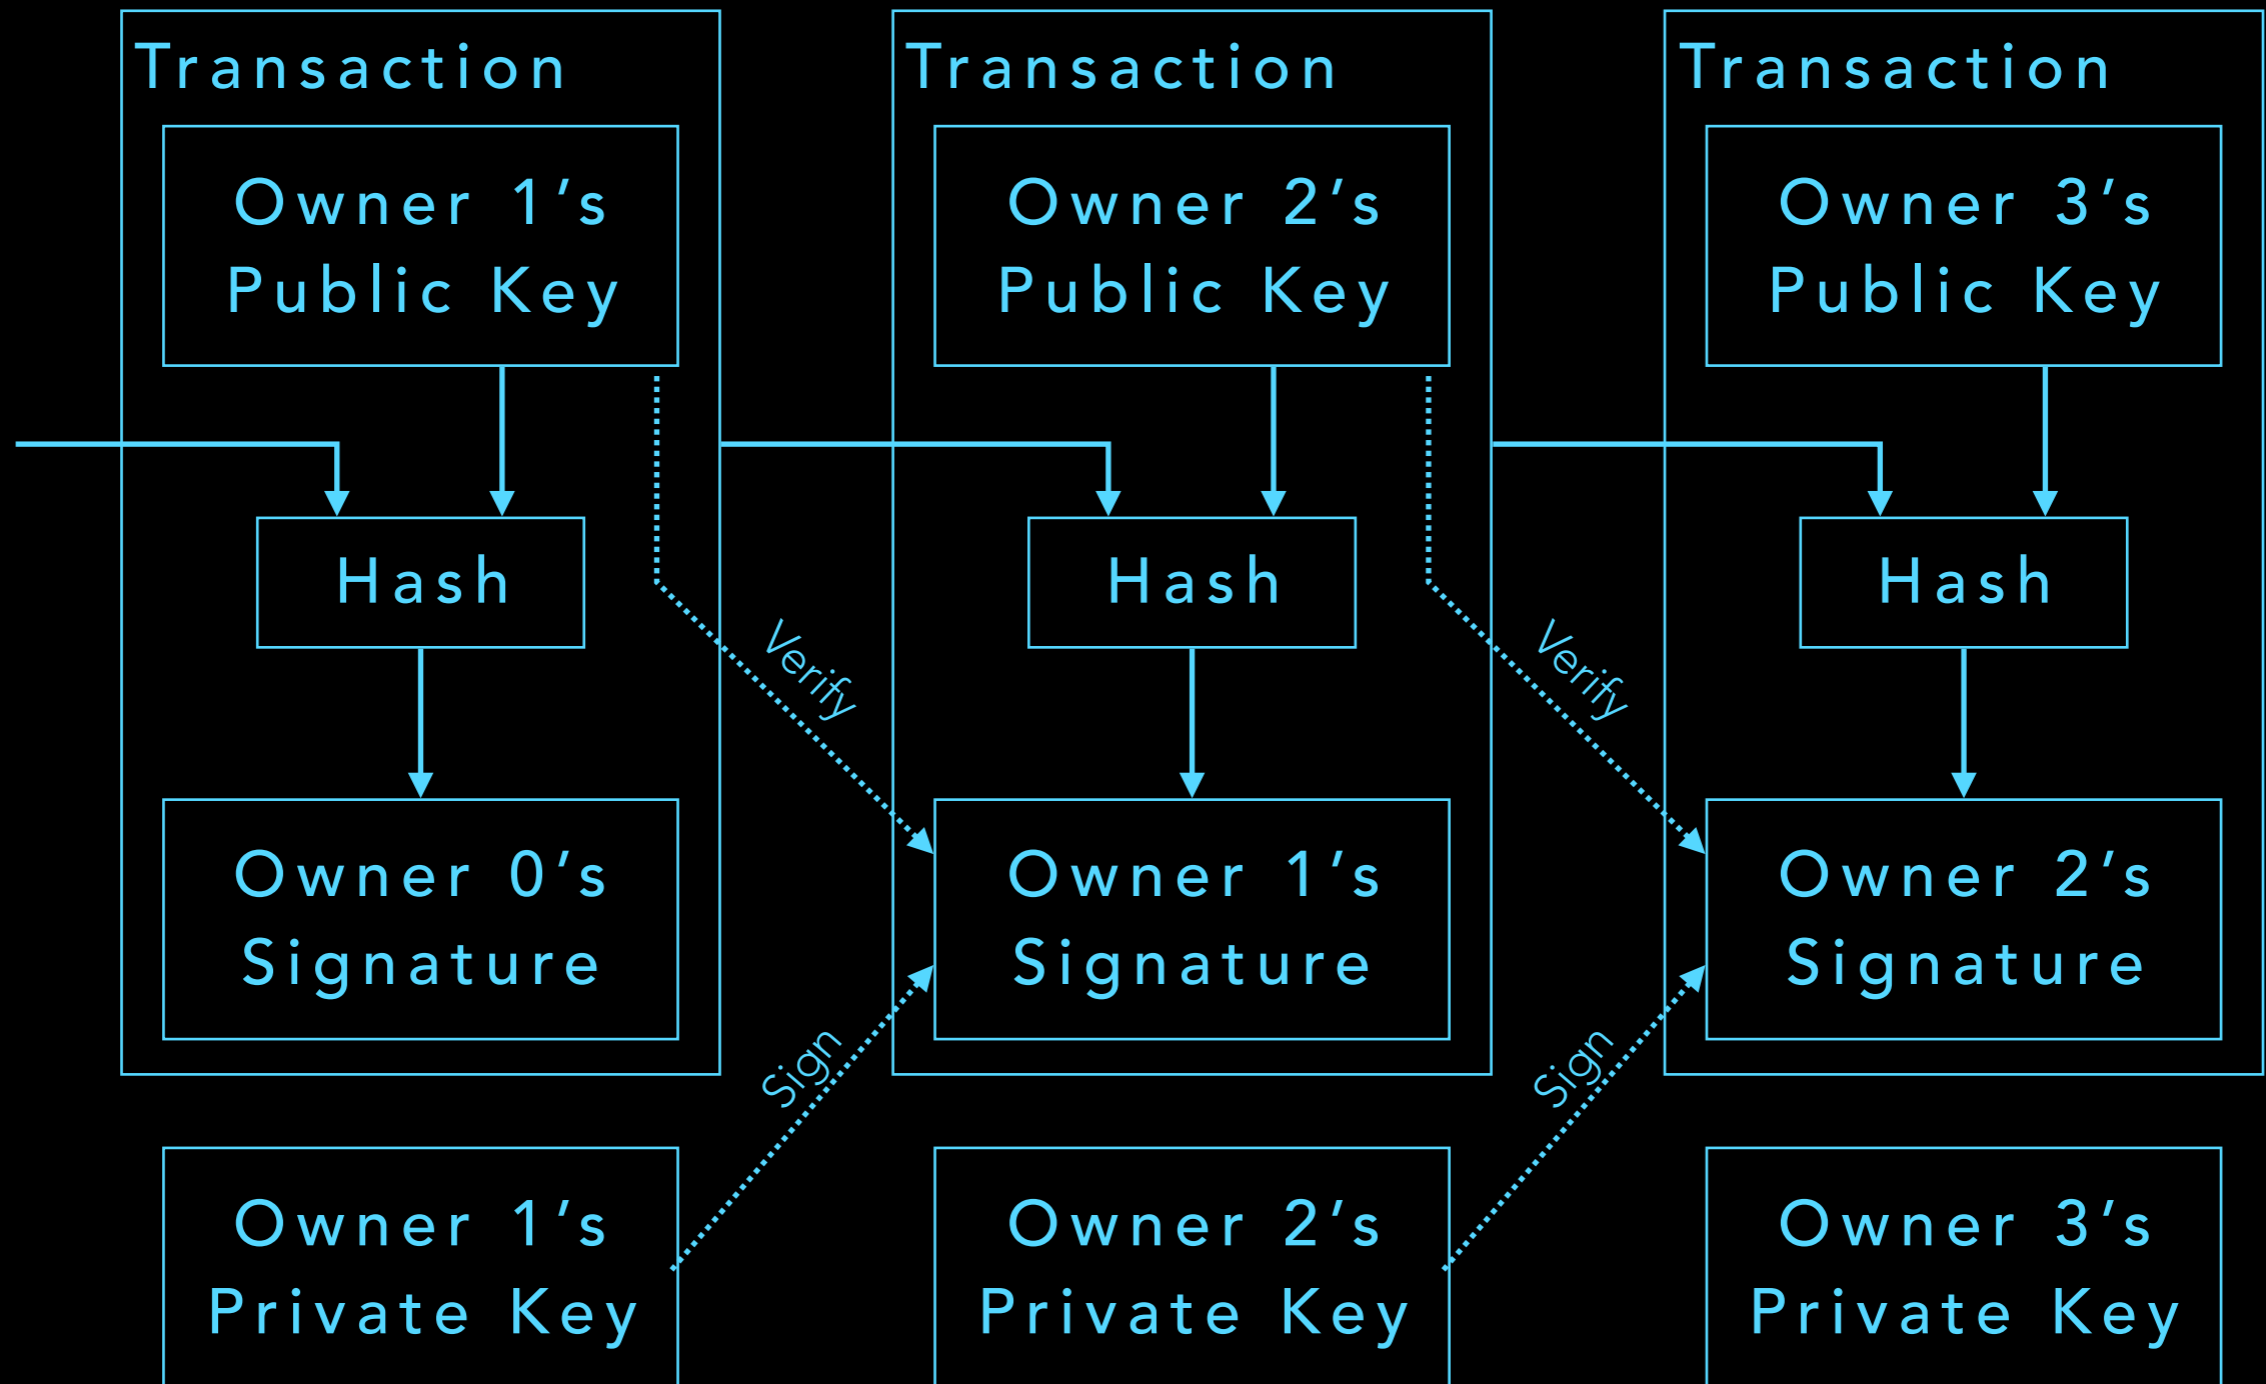 Transaction
Owner 1’s
Public Key
Hash
Owner 0’s
Signature
Owner 1’s
Private Key
Transaction
Owner 2’s
Public Key
Hash
Verify
Owner 1’s
Signature
Sign
Owner 2’s
Private Key
Transaction
Owner 3’s
Public Key
Hash
Verify
Owner 2’s
Signature
Sign
Owner 3’s
Private Key